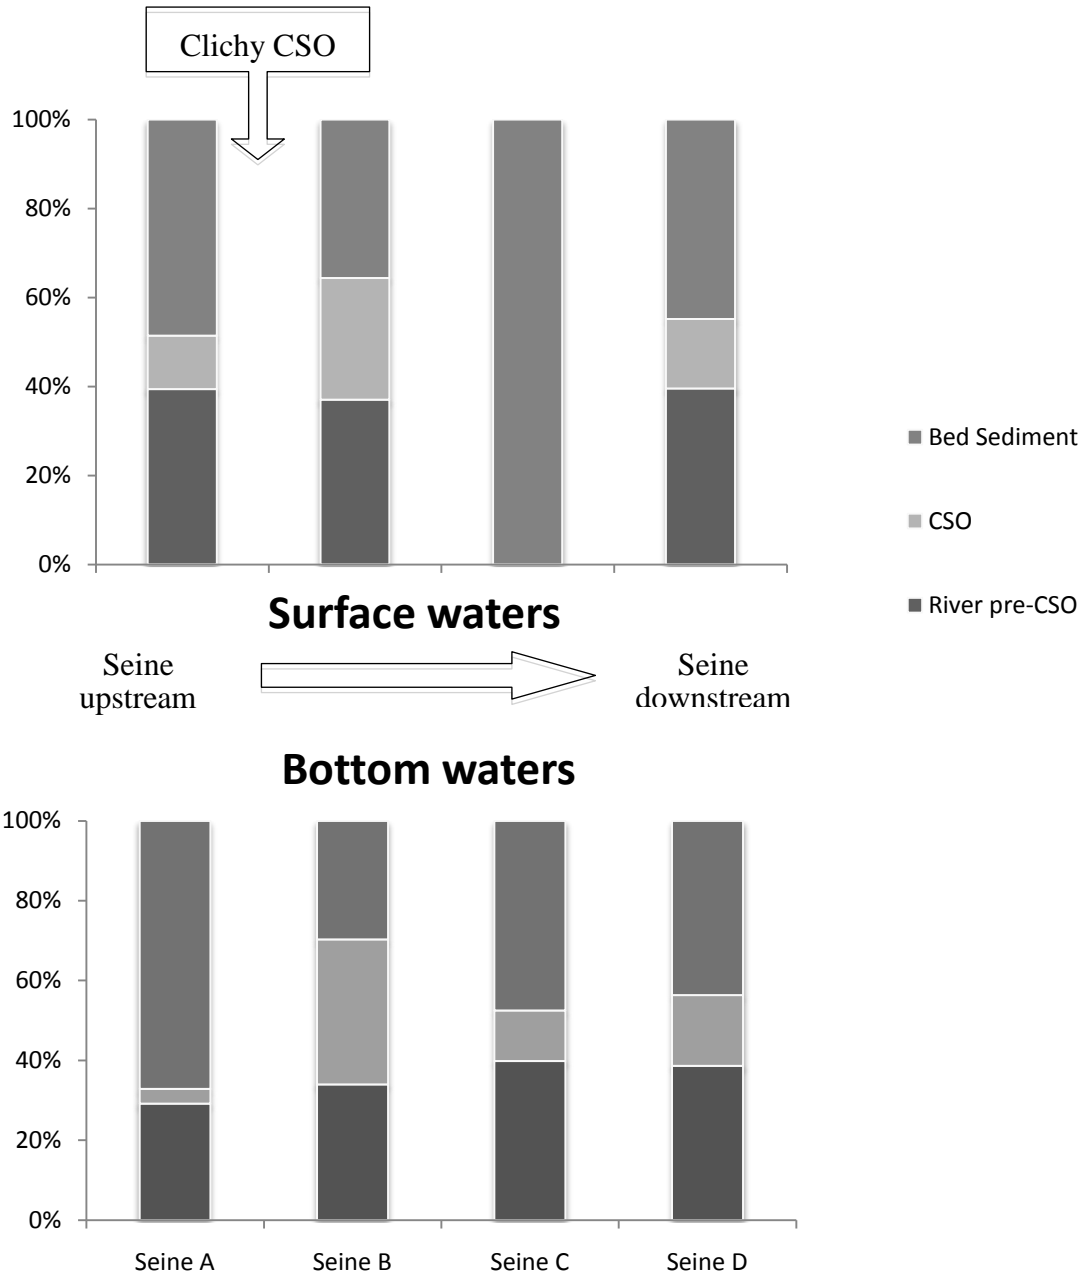 Clichy CSO
100%
80%
60%
40%
20%
0%
Bed Sediment
CSO
River pre-CSO
Surface waters
Seine
upstream
Seine
downstream
Bottom waters
100%
80%
60%
40%
20%
0%
Seine A
Seine B
Seine C
Seine D